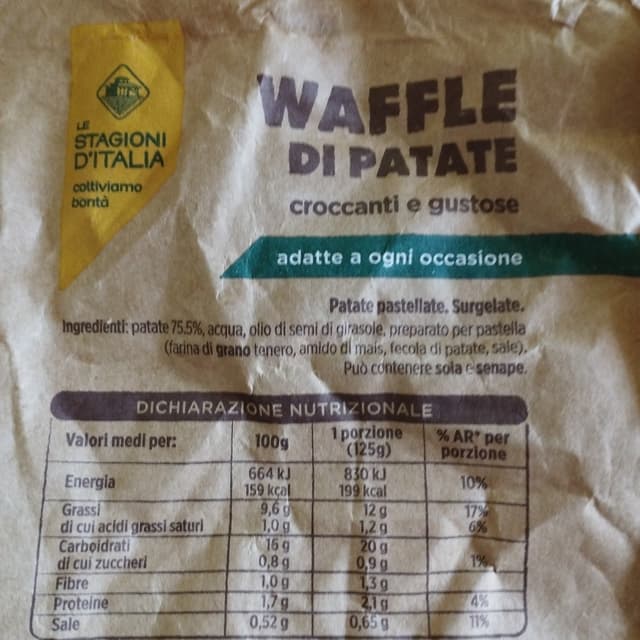 LE
STAGIONI
D'ITALIA
coltiviamo
bontà
WAFFLE
DI PATATE
croccanti e gustose
adatte a ogni occasione
Patate pastellate. Surgelate.
Ingredienti: patate 75.5%, acqua, olio di semi di girasole, preparato per pastella
(farina di grano tenero, amido di mais, fecola di patate, sale).
Può contenere soia e senape.
DICHIARAZIONE NUTRIZIONALE
Valori medi per: 100g 1 porzione (125g) % AR* per porzione
Energia 664 kJ 159 kcal 830 kJ 199 kcal 10%
Grassi 9,6 g 12 g 17%
di cui acidi grassi saturi 1,0 g 1,2 g 6%
Carboidrati 16 g 20 g
di cui zuccheri 0,8 g 0,9 g 1%
Fibre 1,0 g 1,3 g
Proteine 1,7 g 2,1 g 4%
Sale 0,52 g 0,65 g 11%